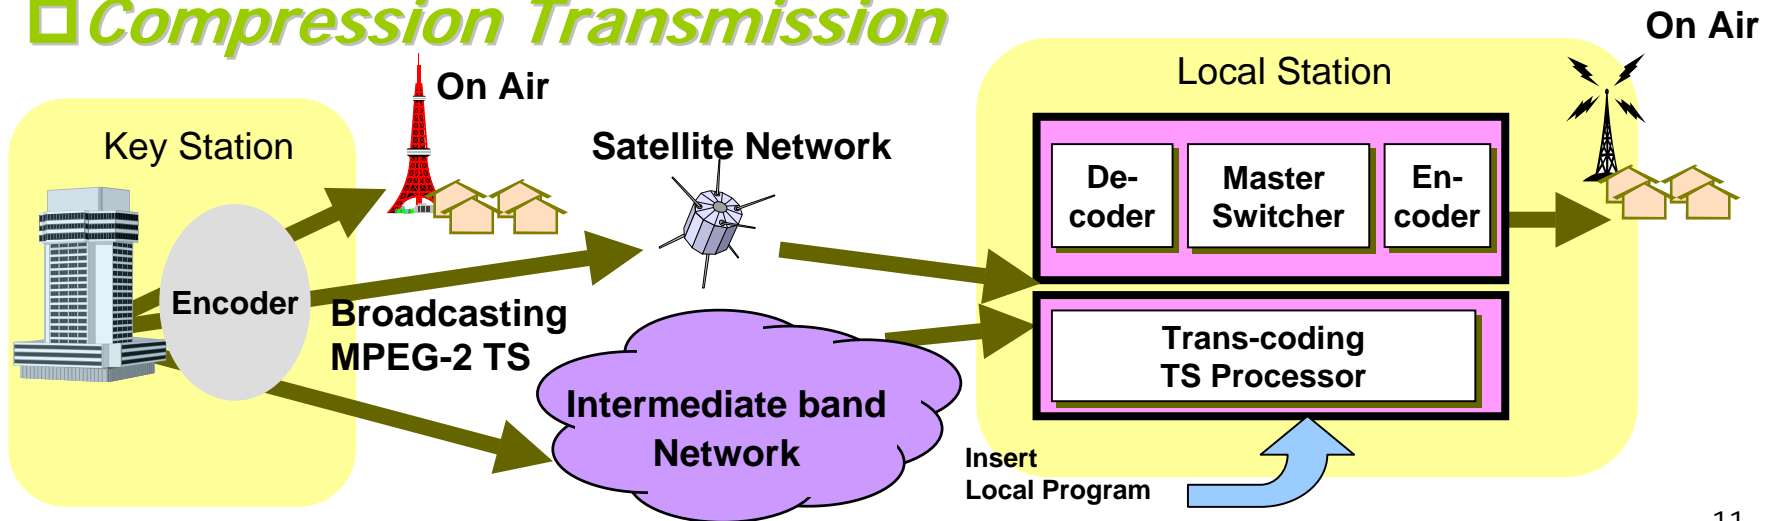 Compression Transmission
On Air
On Air
Key Station
Satellite Network
Local Station
De-
coder
Master
Switcher
En-
coder
Encoder
Broadcasting
MPEG-2 TS
Trans-coding
TS Processor
Intermediate band
Network
Insert
Local Program
11